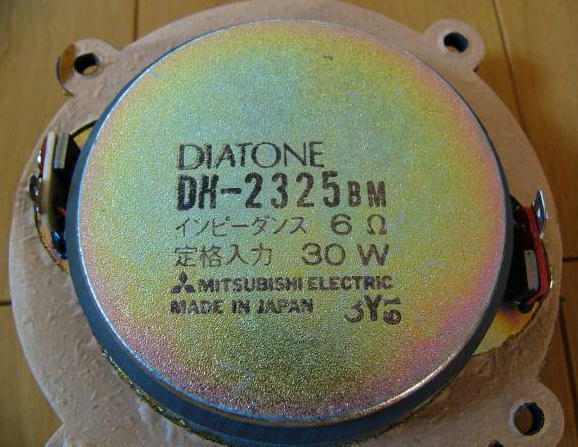 DIATONE
DH-2325BM
インピーダンス 6Ω
定格入力 30W
MITSUBISHI ELECTRIC
MADE IN JAPAN